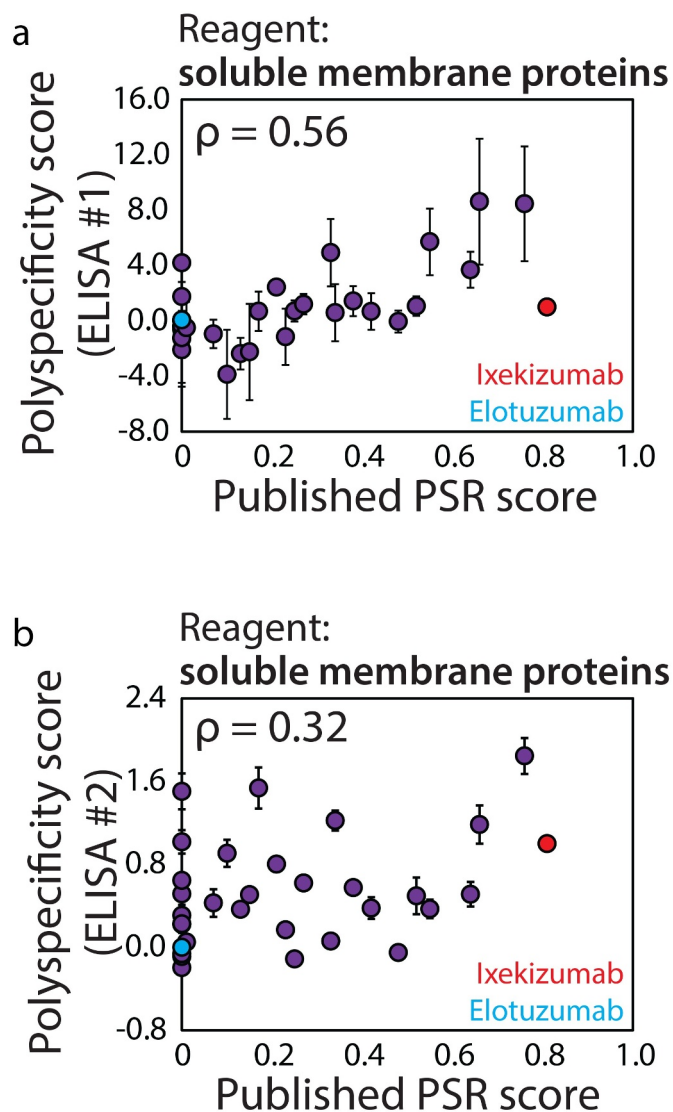 a
Reagent:
soluble membrane proteins
Polyspecificity score
(ELISA #1)
16.0
12.0
8.0
4.0
0.0
-4.0
-8.0
ρ = 0.56
Ixekizumab
Elotuzumab
0 0.2 0.4 0.6 0.8 1.0
Published PSR score
b
Reagent:
soluble membrane proteins
Polyspecificity score
(ELISA #2)
2.4
1.6
0.8
0.0
-0.8
ρ = 0.32
Ixekizumab
Elotuzumab
0 0.2 0.4 0.6 0.8 1.0
Published PSR score